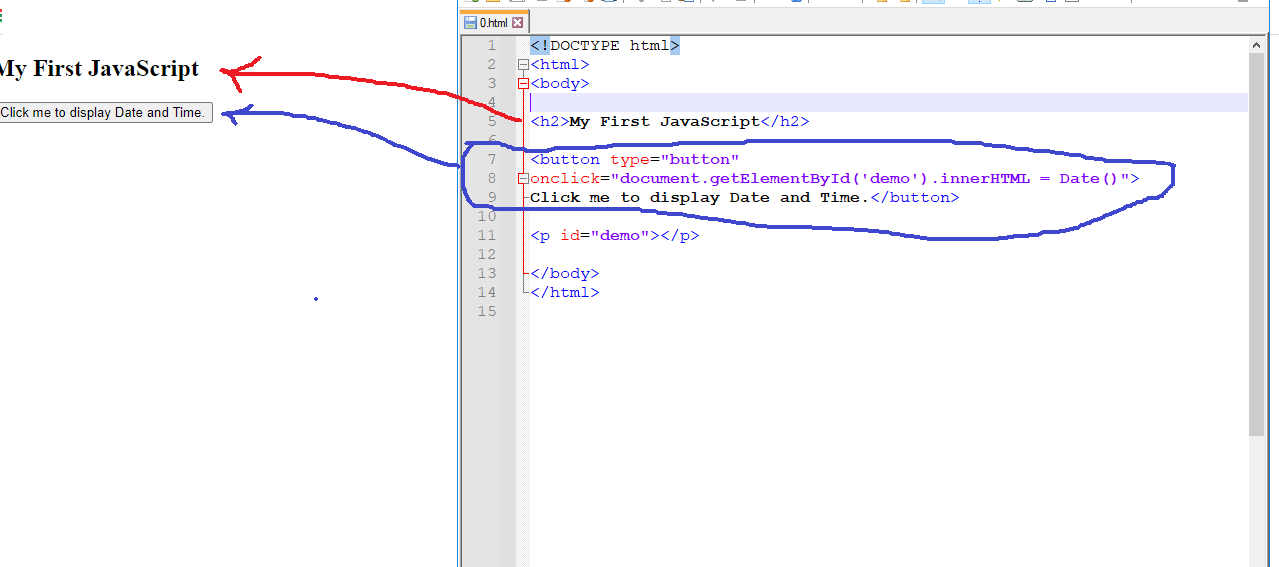 0.html
My First JavaScript
Click me to display Date and Time.
1 <!DOCTYPE html>
2 <html>
3 <body>
4
5 <h2>My First JavaScript</h2>
6
7 <button type="button"
8 onclick="document.getElementById('demo').innerHTML = Date()">
9 Click me to display Date and Time.</button>
10
11 <p id="demo"></p>
12
13 </body>
14 </html>
15